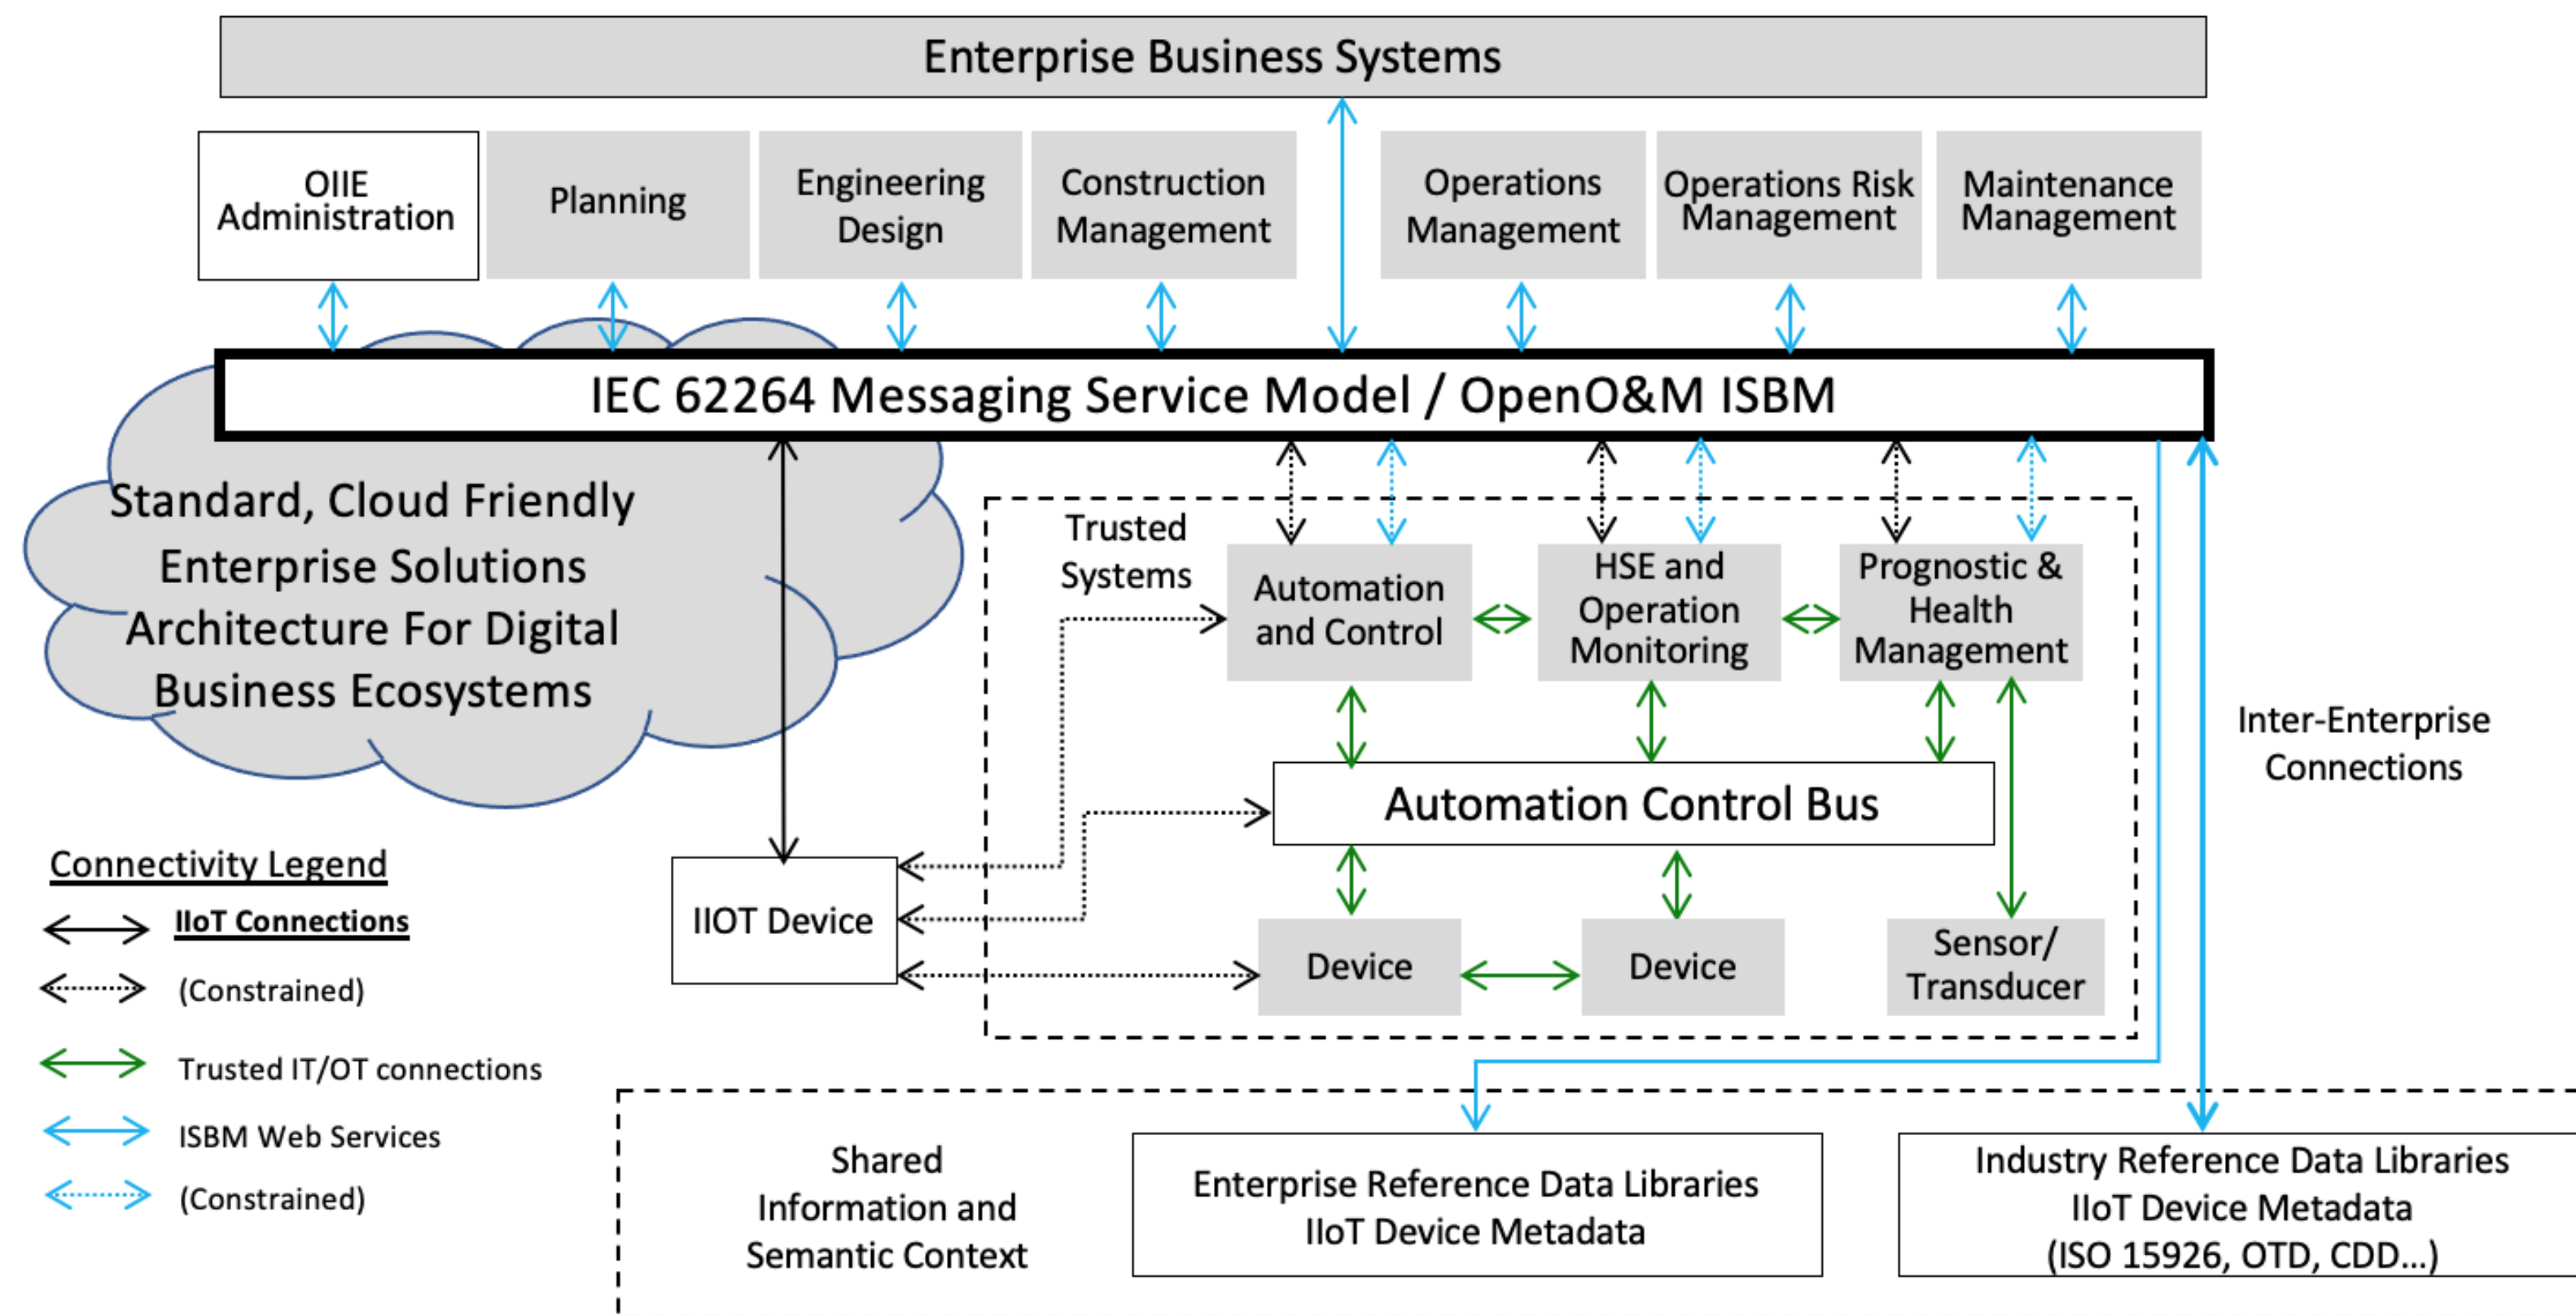 Enterprise Business Systems
OIIE
Administration
Planning
Engineering
Design
Construction
Management
Operations
Management
Operations Risk
Management
Maintenance
Management
IEC 62264 Messaging Service Model / OpenO&M ISBM
Standard, Cloud Friendly
Enterprise Solutions
Architecture For Digital
Business Ecosystems
Trusted
Systems
Automation
and Control
HSE and
Operation
Monitoring
Prognostic &
Health
Management
Inter-Enterprise
Connections
Automation Control Bus
IIOT Device
Device
Device
Sensor/
Transducer
Connectivity Legend
IIoT Connections
(Constrained)
Trusted IT/OT connections
ISBM Web Services
(Constrained)
Shared
Information and
Semantic Context
Enterprise Reference Data Libraries
IIoT Device Metadata
Industry Reference Data Libraries
IIoT Device Metadata
(ISO 15926, OTD, CDD...)